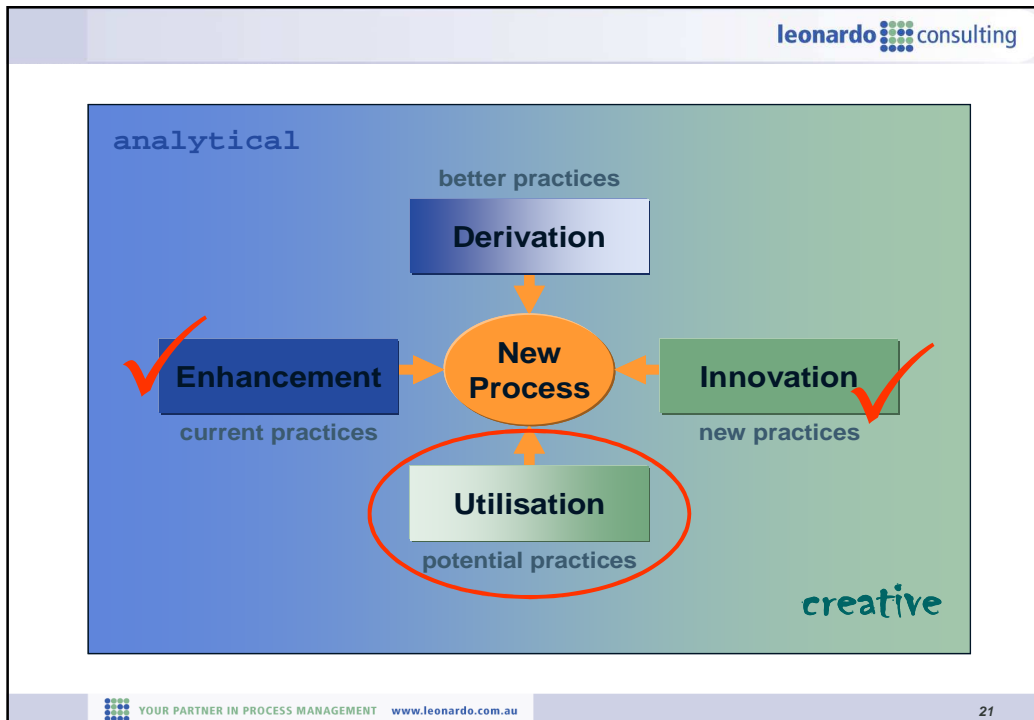 leonardo consulting
analytical
better practices
Derivation
New
Process
Enhancement
current practices
Innovation
new practices
Utilisation
potential practices
creative
YOUR PARTNER IN PROCESS MANAGEMENT www.leonardo.com.au
21